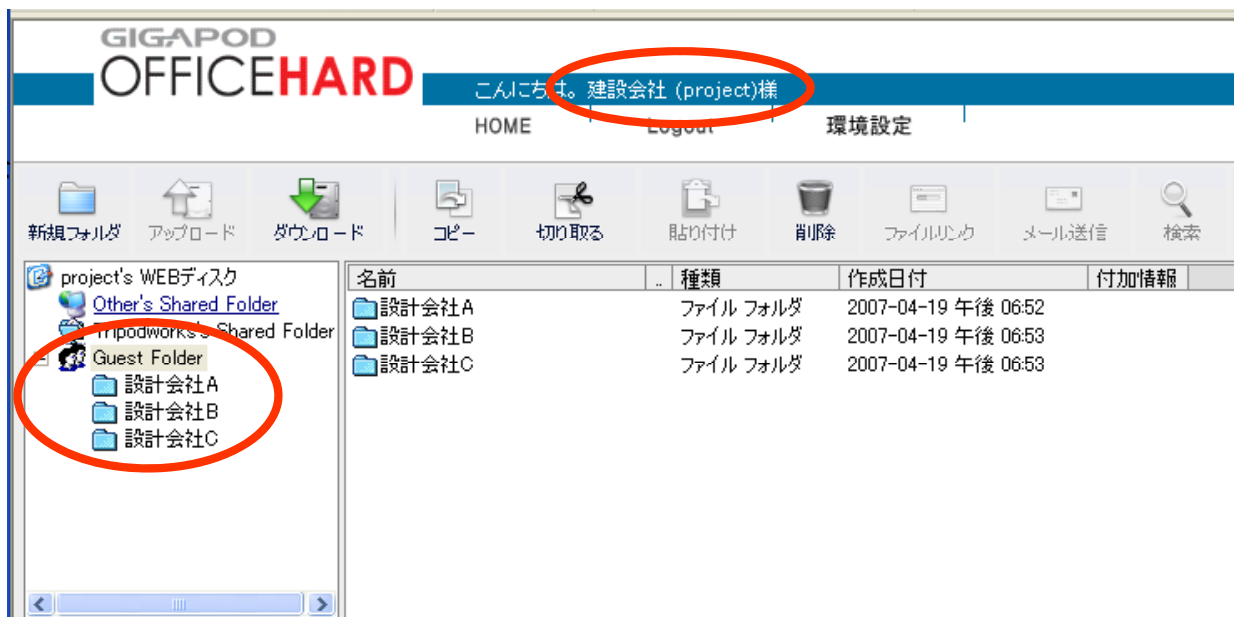 GIGAPOD
OFFICEHARD
こんにちは。建設会社 (project)様
HOME Logout 環境設定
新規フォルダ アップロード ダウンロード コピー 切り取る 貼り付け 削除 ファイルリンク メール送信 検索
project's WEBディスク
Other's Shared Folder
Tripodworks's Shared Folder
Guest Folder
設計会社A
設計会社B
設計会社C
名前 .. 種類 作成日付 付加情報
設計会社A ファイル フォルダ 2007-04-19 午後 06:52
設計会社B ファイル フォルダ 2007-04-19 午後 06:53
設計会社C ファイル フォルダ 2007-04-19 午後 06:53